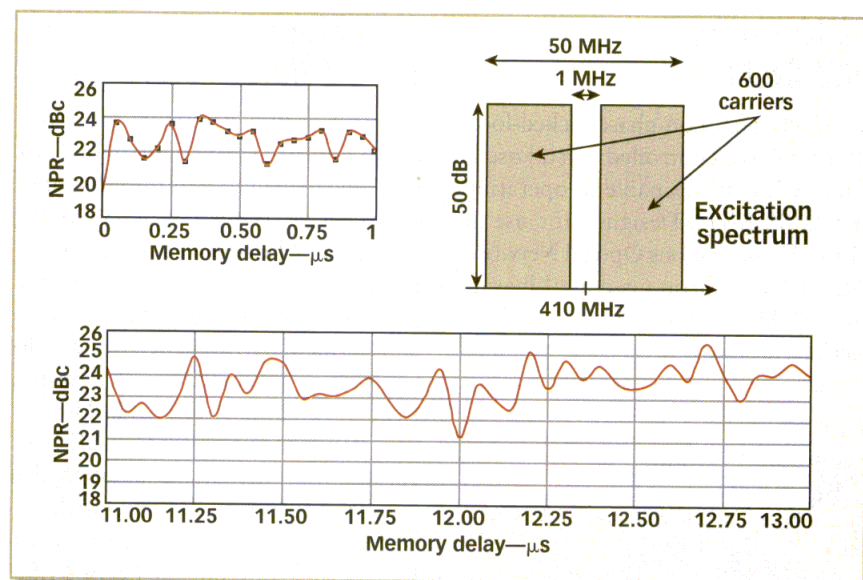 26
24
22
20
18
NPR—dBc
0
0.25
0.50
0.75
1
Memory delay—μs
50 MHz
1 MHz
600
carriers
50 dB
Excitation
spectrum
410 MHz
26
25
24
23
22
21
20
19
18
NPR—dBc
11.00
11.25
11.50
11.75
12.00
12.25
12.50
12.75
13.00
Memory delay—μs